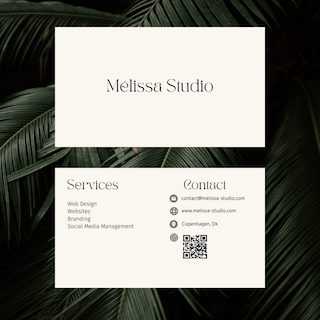 Mélissa Studio
Services
Web Design
Websites
Branding
Social Media Management
Contact
contact@melissa-studio.com
www.melissa-studio.com
Copenhagen, Dk